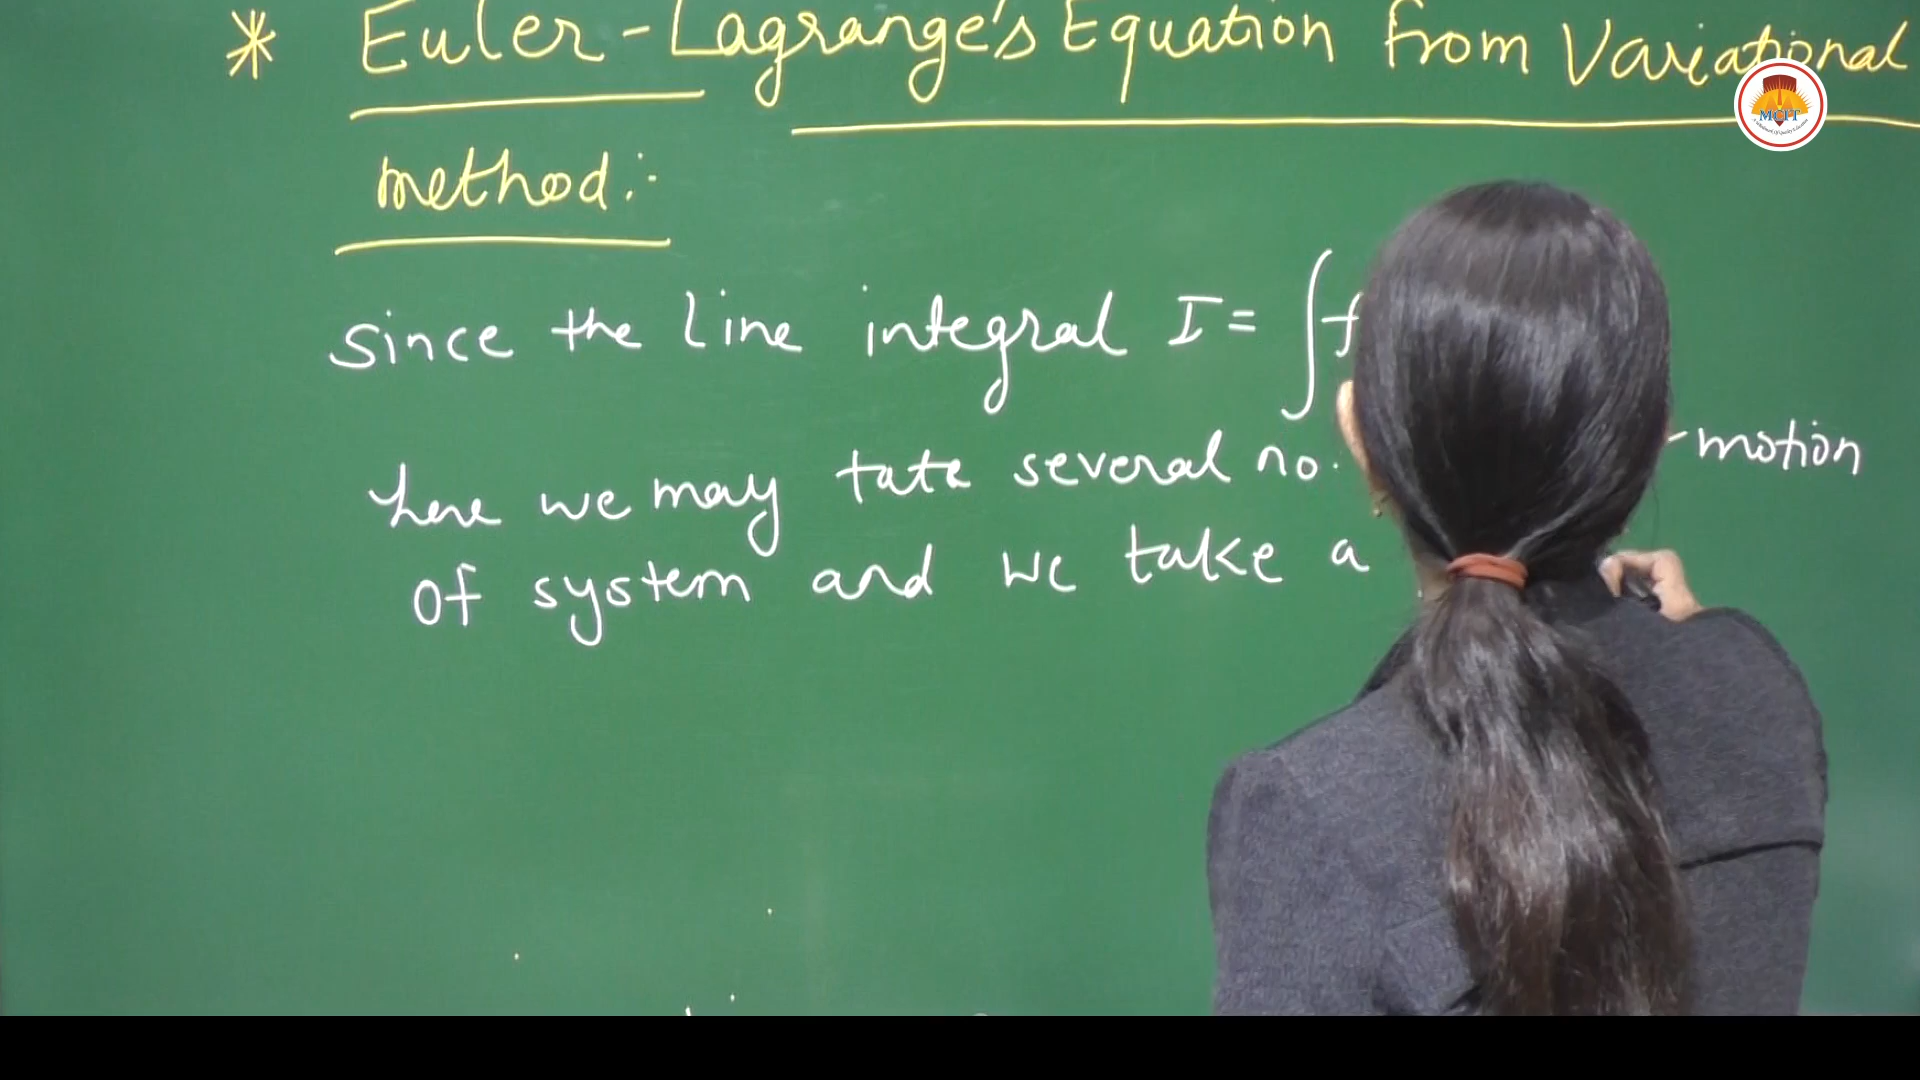 * Euler-Lagrange's Equation from Variational
method:-
since the line integral I = ∫f
here we may tate several no. - motion
of system and we take a
MCIT